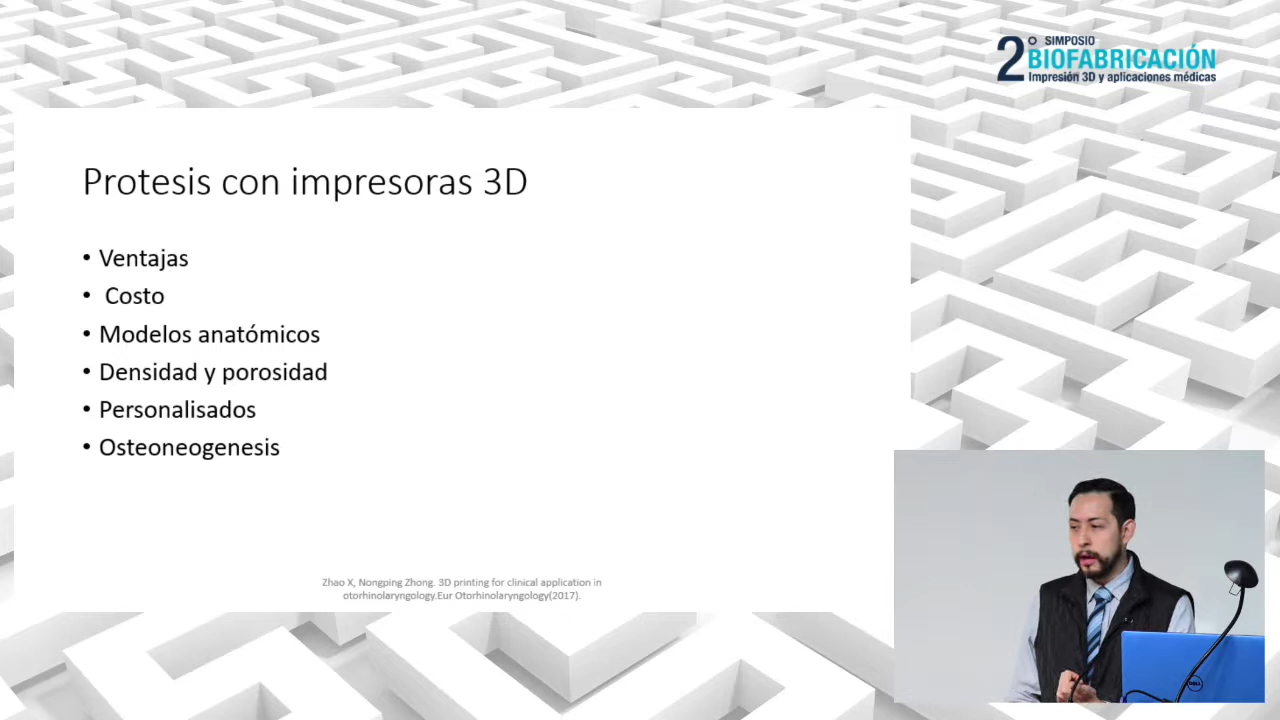 2° SIMPOSIO
BIOFABRICACIÓN
Impresión 3D y aplicaciones médicas
Protesis con impresoras 3D
• Ventajas
• Costo
• Modelos anatómicos
• Densidad y porosidad
• Personalisados
• Osteoneogenesis
Zhao X, Nongping Zhong. 3D printing for clinical application in
otorhinolaryngology.Eur Otorhinolaryngology(2017).
DELL